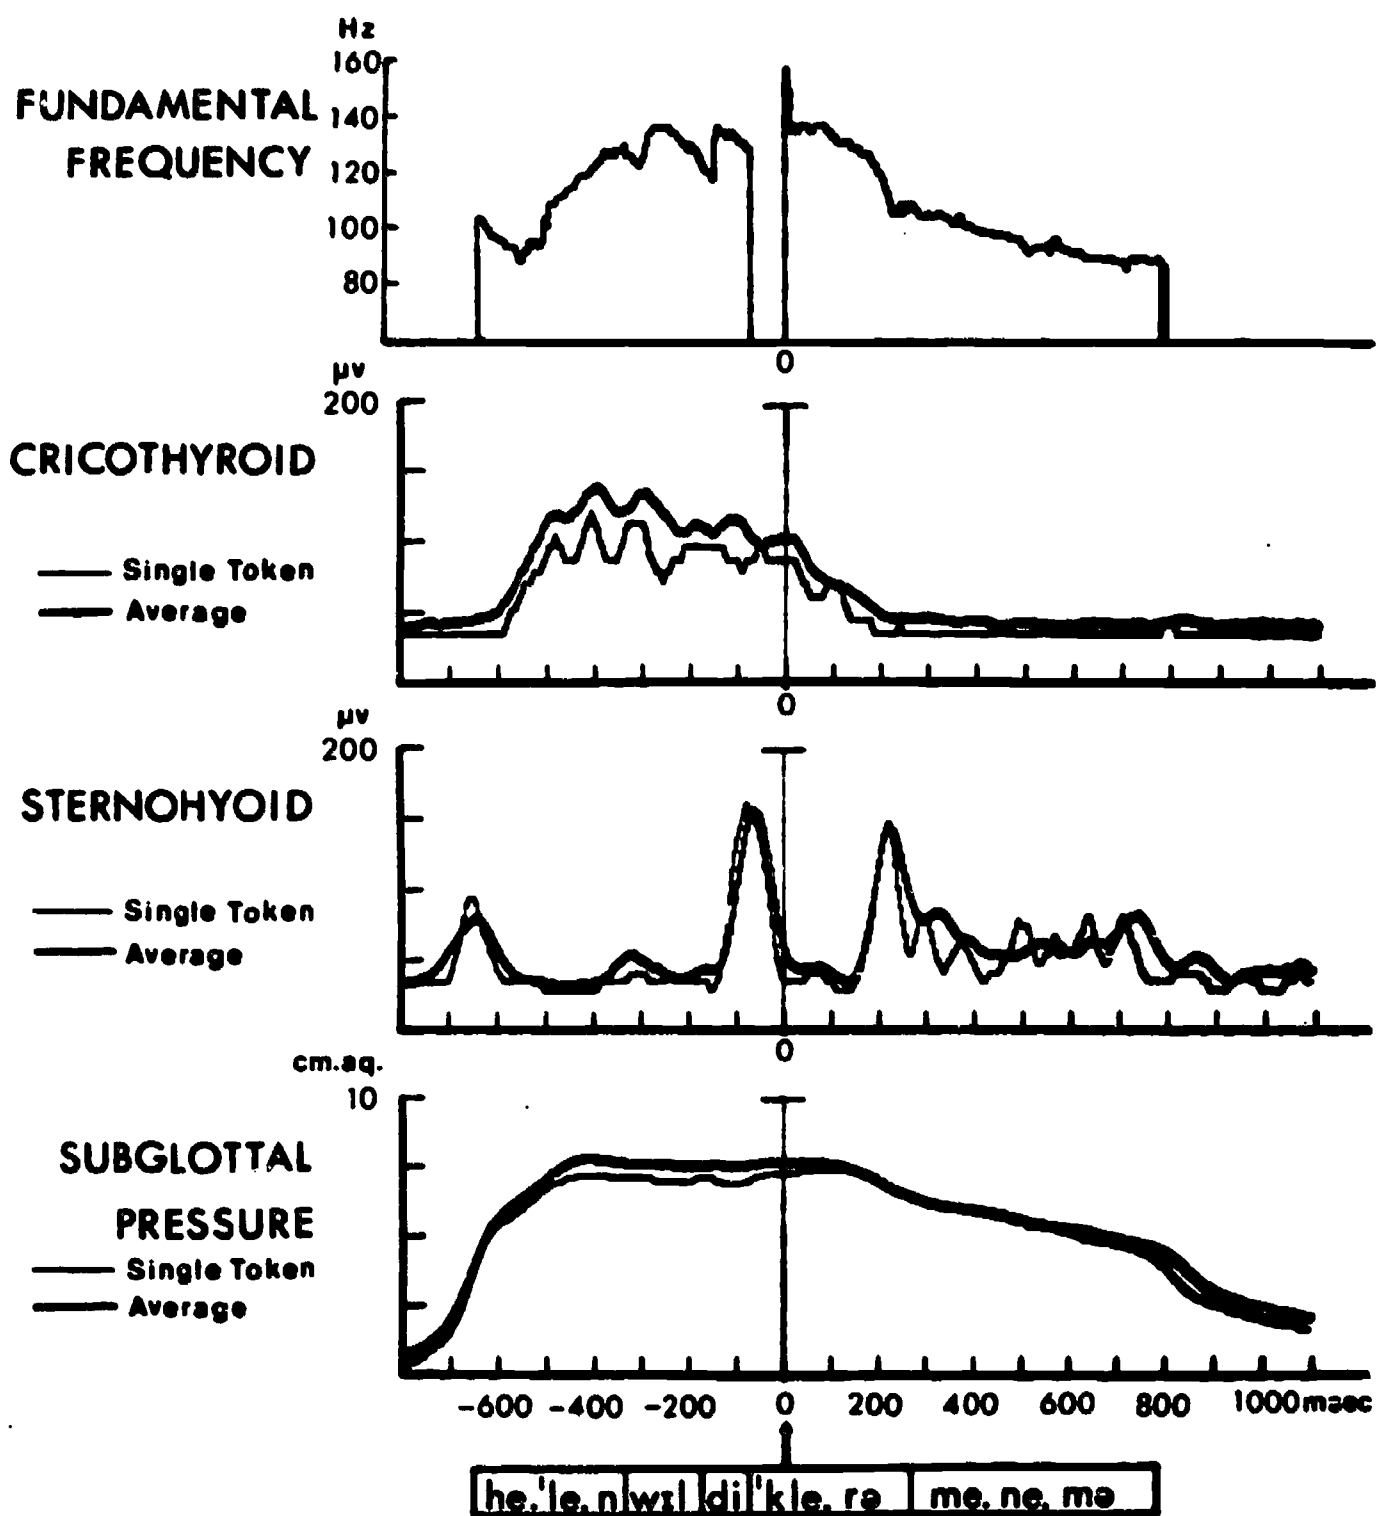 Hz
160
FUNDAMENTAL
FREQUENCY
140
120
100
80
0
μv
200
CRICOTHYROID
Single Token
Average
0
μv
200
STERNOHYOID
Single Token
Average
0
cm.aq.
10
SUBGLOTTAL
PRESSURE
Single Token
Average
-600 -400 -200 0 200 400 600 800 1000msec
he.ˈle.n wɪl di ˈkle.rə me.ne.mə